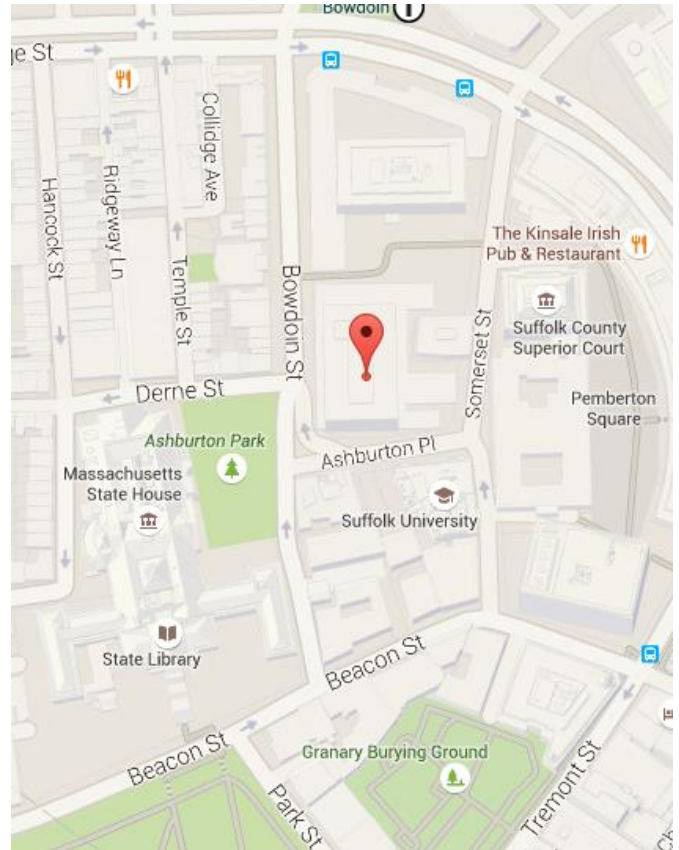 Bowdoin
ge St
Collidge Ave
Ridgeway Ln
Hancock St
Temple St
Bowdoin St
Somerset St
The Kinsale Irish
Pub & Restaurant
Suffolk County
Superior Court
Pemberton
Square
Derne St
Ashburton Park
Ashburton Pl
Massachusetts
State House
Suffolk University
State Library
Beacon St
Beacon St
Granary Burying Ground
Park St
Tremont St